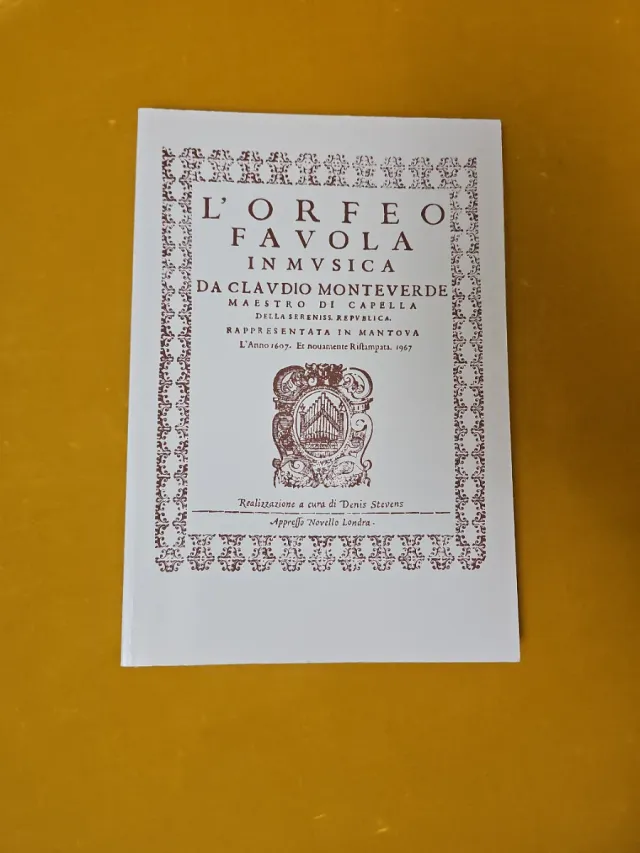 L'ORFEO
FAVOLA
IN MVSICA
DA CLAVDIO MONTEVERDE
MAESTRO DI CAPELLA
DELLA SERENISS. REPVBLICA.
RAPPRESENTATA IN MANTOVA
L'Anno 1607. Et nouamente Ristampata. 1967
Realizzazione a cura di Denis Stevens
Appresso Novello Londra.